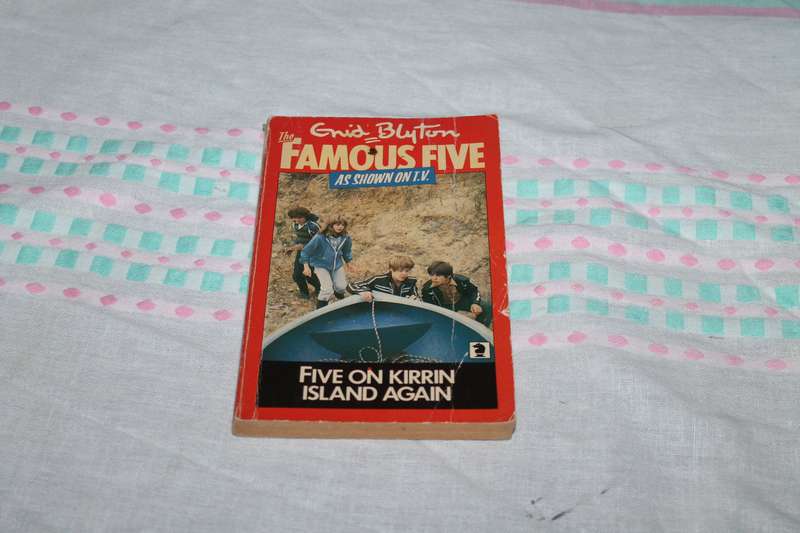 Enid Blyton
The
FAMOUS FIVE
AS SHOWN ON T.V.
FIVE ON KIRRIN
ISLAND AGAIN